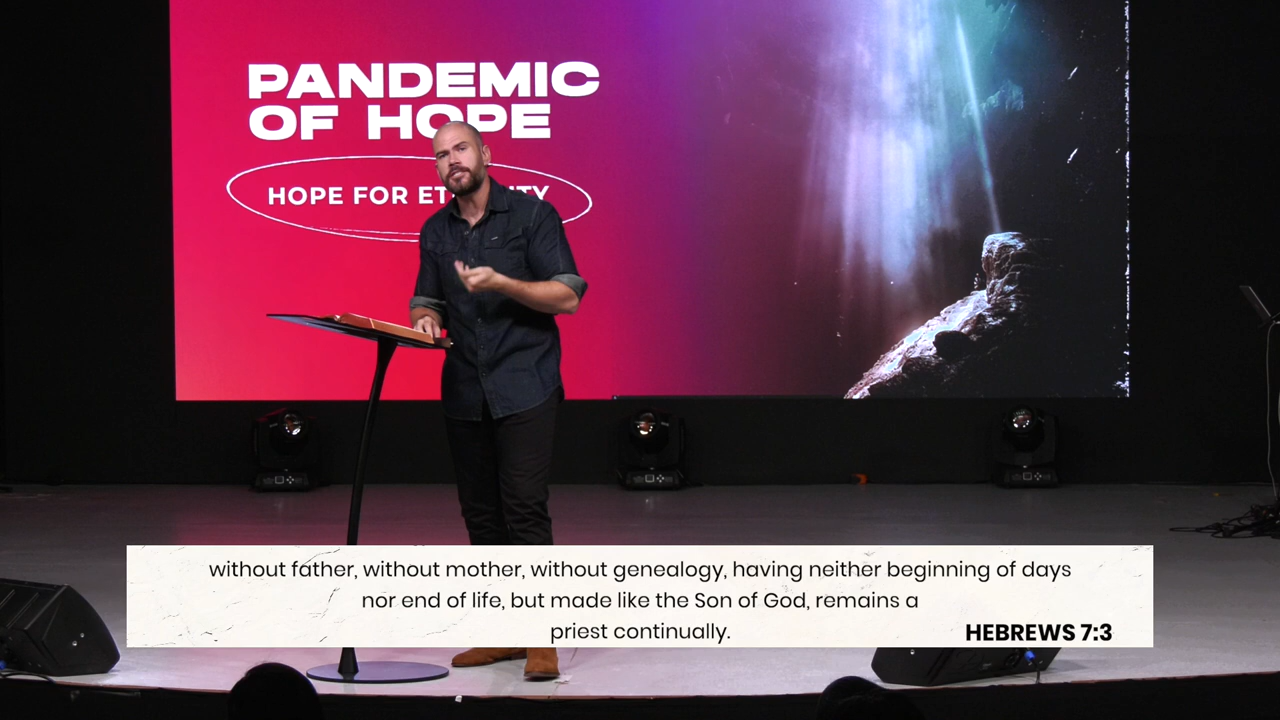 PANDEMIC
OF HOPE
HOPE FOR
without father, without mother, without genealogy, having neither beginning of days
nor end of life, but made like the Son of God, remains a
priest continually.
HEBREWS 7:3